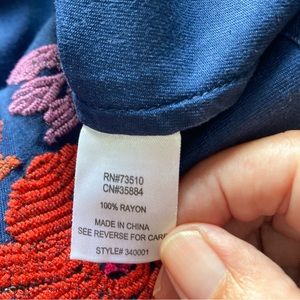 RN#73510
CN#35884
100% RAYON
MADE IN CHINA
SEE REVERSE FOR CARE
STYLE# 340001